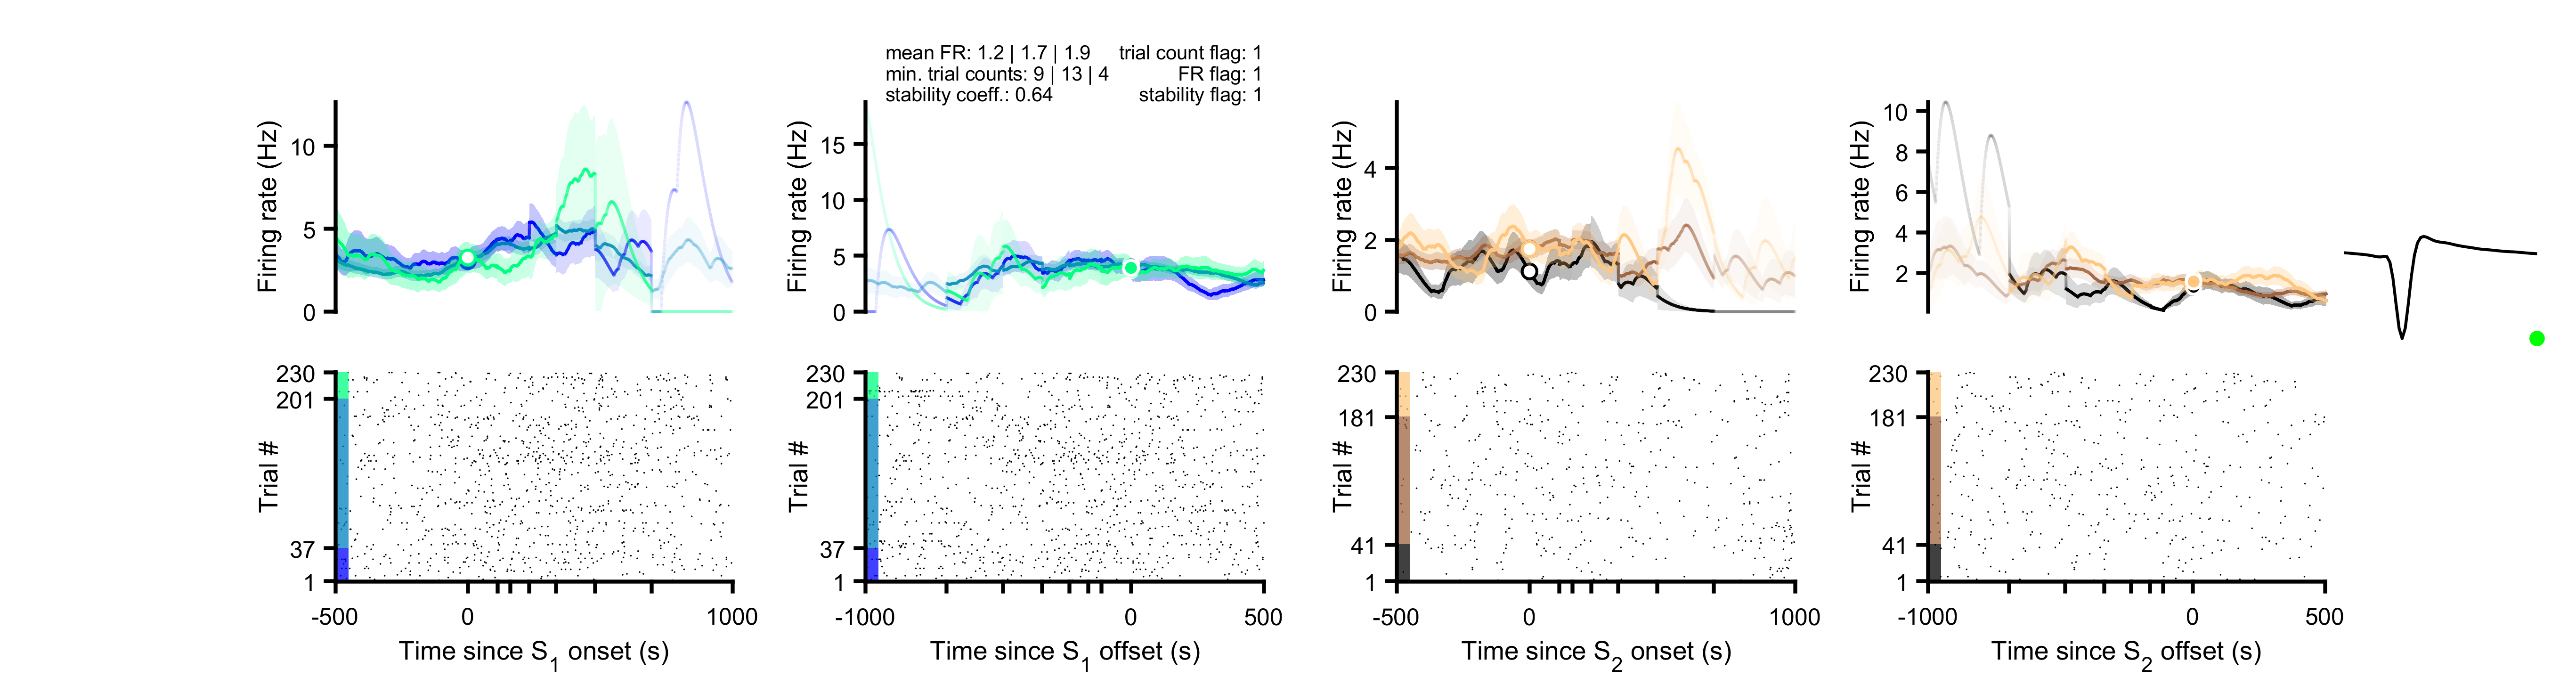 mean FR: 1.2 | 1.7 | 1.9 trial count flag: 1
min. trial counts: 9 | 13 | 4 FR flag: 1
stability coeff.: 0.64 stability flag: 1
Firing rate (Hz)
10
5
0
Firing rate (Hz)
15
10
5
0
Firing rate (Hz)
4
2
0
Firing rate (Hz)
10
8
6
4
2
Trial #
230
201
37
1
-500 0 1000
Time since S1 onset (s)
Trial #
230
201
37
1
-1000 0 500
Time since S1 offset (s)
Trial #
230
181
41
1
-500 0 1000
Time since S2 onset (s)
Trial #
230
181
41
1
-1000 0 500
Time since S2 offset (s)